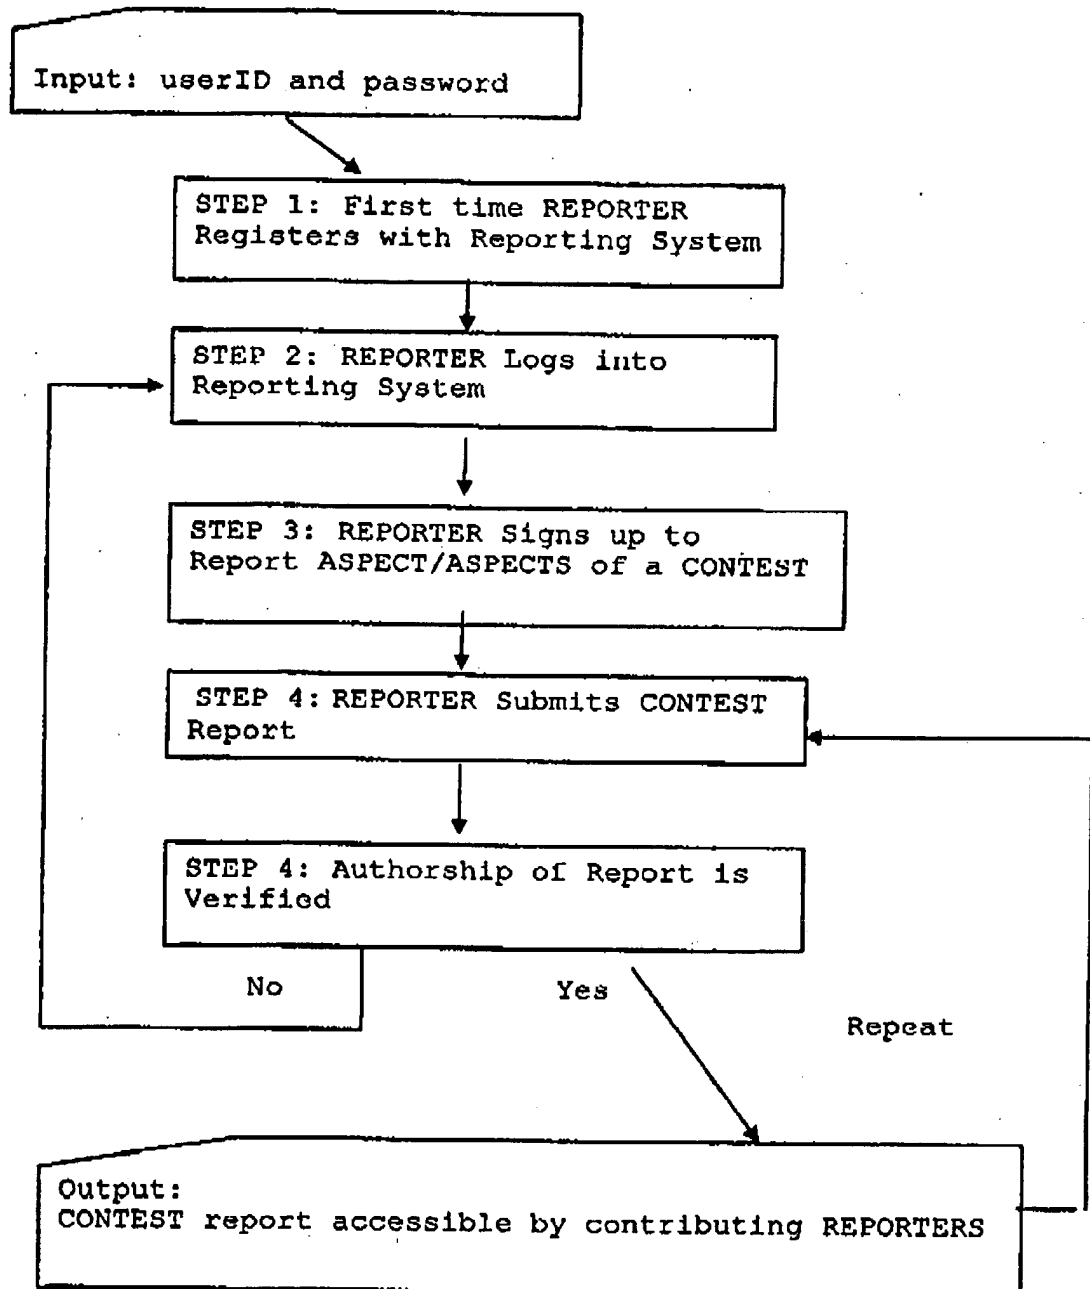 Input: userID and password
STEP 1: First time REPORTER
Registers with Reporting System
STEP 2: REPORTER Logs into
Reporting System
STEP 3: REPORTER Signs up to
Report ASPECT/ASPECTS of a CONTEST
STEP 4: REPORTER Submits CONTEST
Report
STEP 4: Authorship of Report is
Verified
No
Yes
Repeat
Output:
CONTEST report accessible by contributing REPORTERS